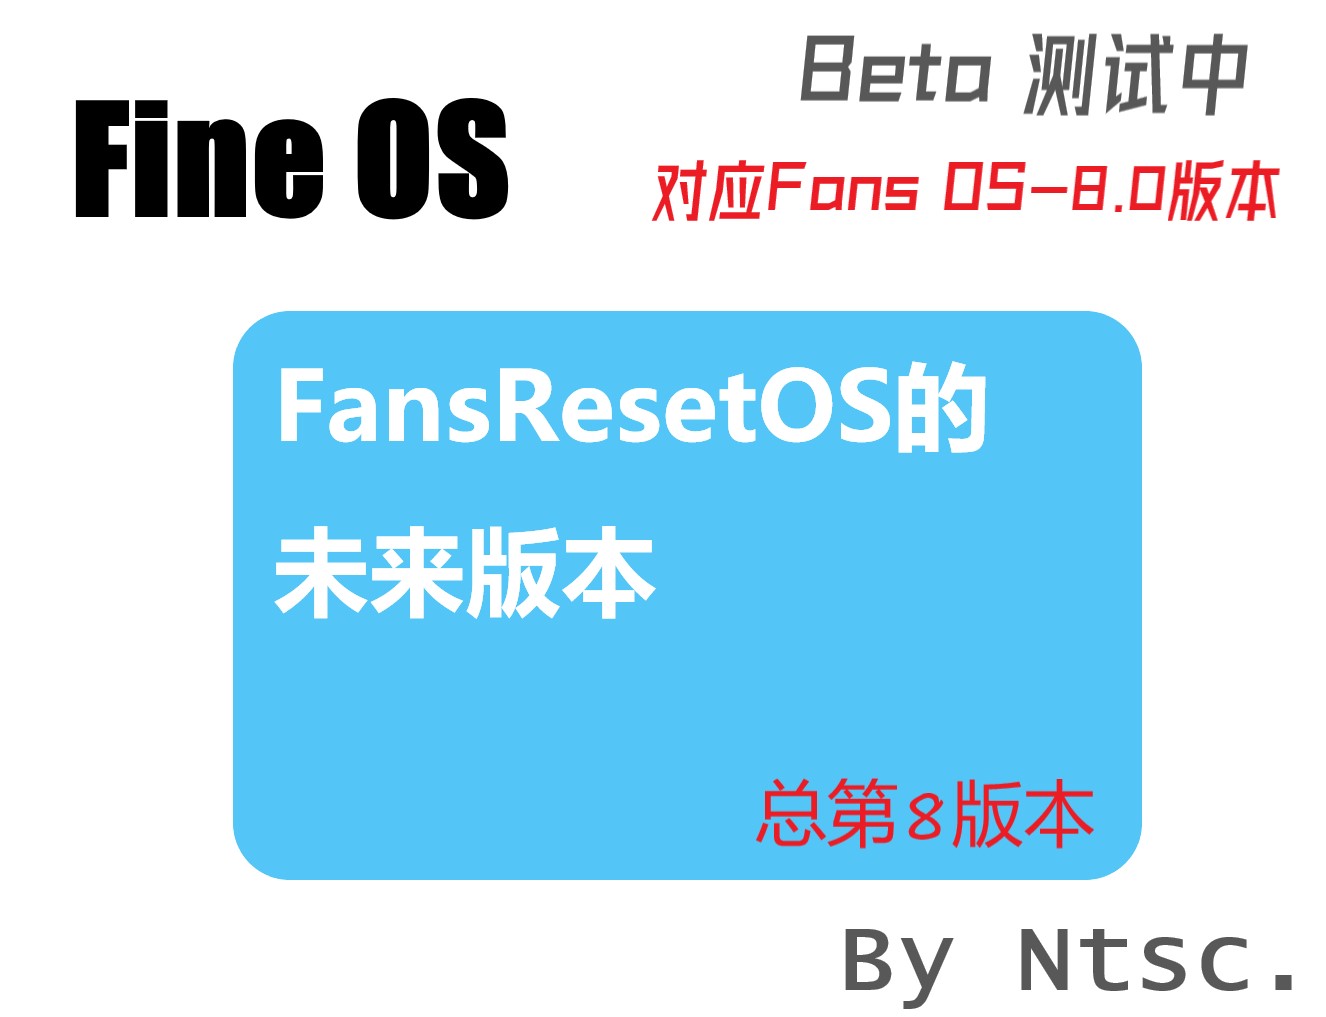 Fine OS
Beta 测试中
对应Fans OS-8.0版本
FansResetOS的
未来版本
总第8版本
By Ntsc.